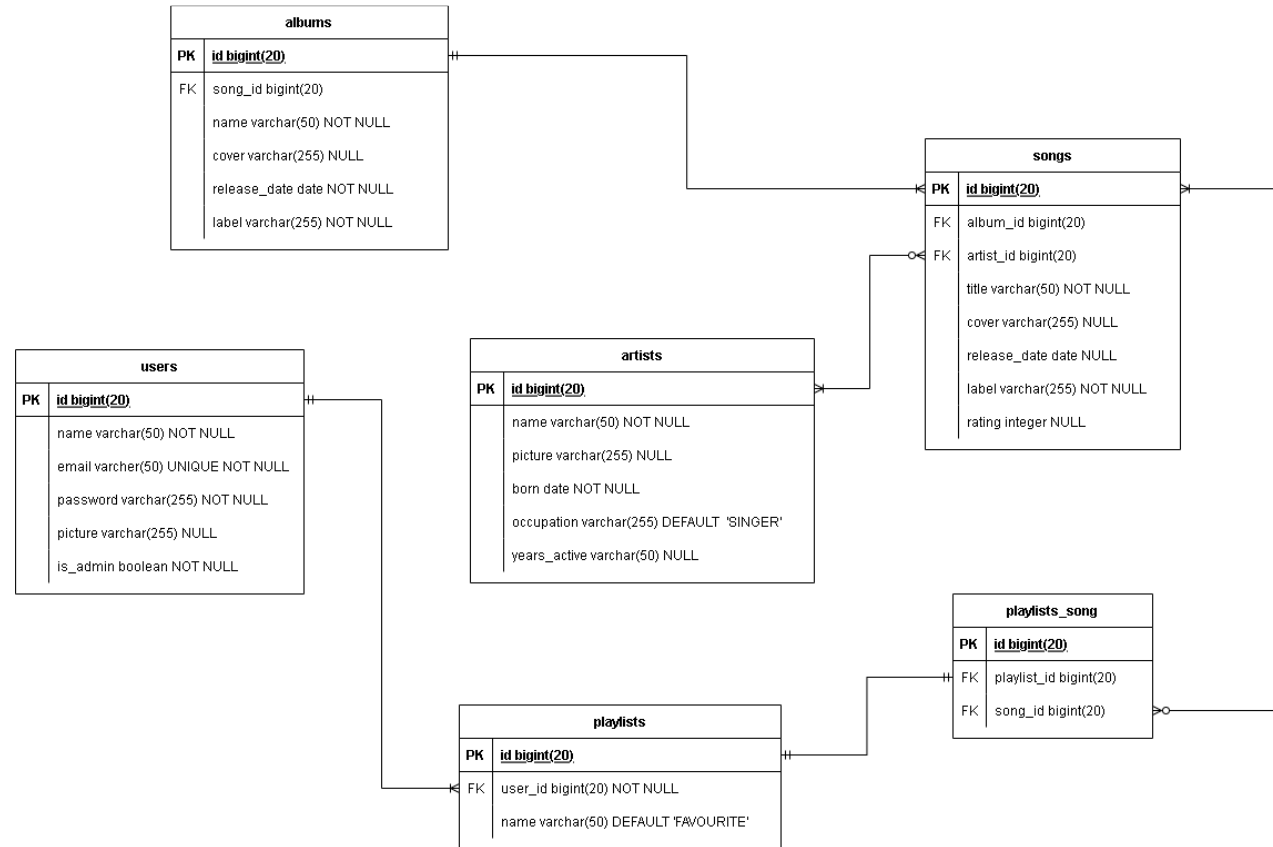 albums
PK id bigint(20)
FK song_id bigint(20)
name varchar(50) NOT NULL
cover varchar(255) NULL
release_date date NOT NULL
label varchar(255) NOT NULL
songs
PK id bigint(20)
FK album_id bigint(20)
FK artist_id bigint(20)
title varchar(50) NOT NULL
cover varchar(255) NULL
release_date date NULL
label varchar(255) NOT NULL
rating integer NULL
users
PK id bigint(20)
name varchar(50) NOT NULL
email varcher(50) UNIQUE NOT NULL
password varchar(255) NOT NULL
picture varchar(255) NULL
is_admin boolean NOT NULL
artists
PK id bigint(20)
name varchar(50) NOT NULL
picture varchar(255) NULL
born date NOT NULL
occupation varchar(255) DEFAULT 'SINGER'
years_active varchar(50) NULL
playlists_song
PK id bigint(20)
FK playlist_id bigint(20)
FK song_id bigint(20)
playlists
PK id bigint(20)
FK user_id bigint(20) NOT NULL
name varchar(50) DEFAULT 'FAVOURITE'